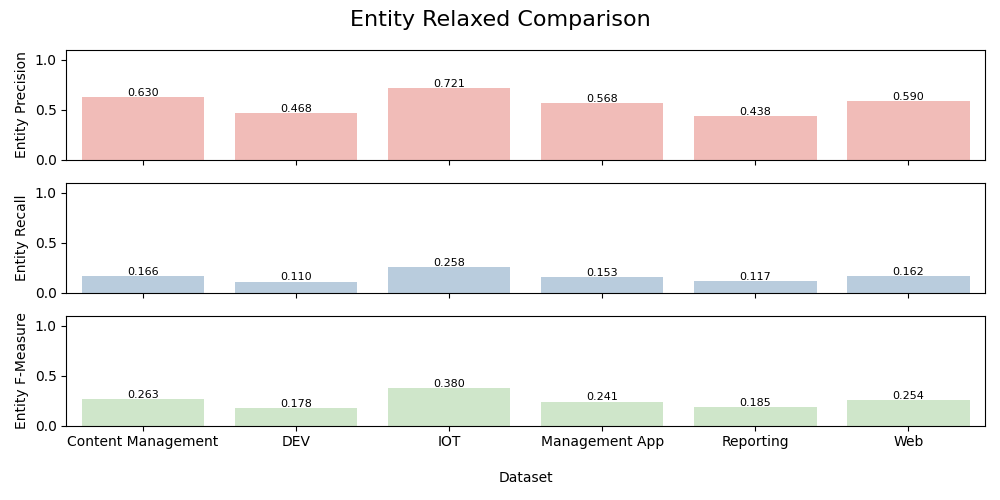 Entity Relaxed Comparison
Entity Precision
1.0
0.5
0.0
0.630
0.468
0.721
0.568
0.438
0.590
Entity Recall
1.0
0.5
0.0
0.166
0.110
0.258
0.153
0.117
0.162
Entity F-Measure
1.0
0.5
0.0
0.263
0.178
0.380
0.241
0.185
0.254
Content Management
DEV
IOT
Management App
Reporting
Web
Dataset